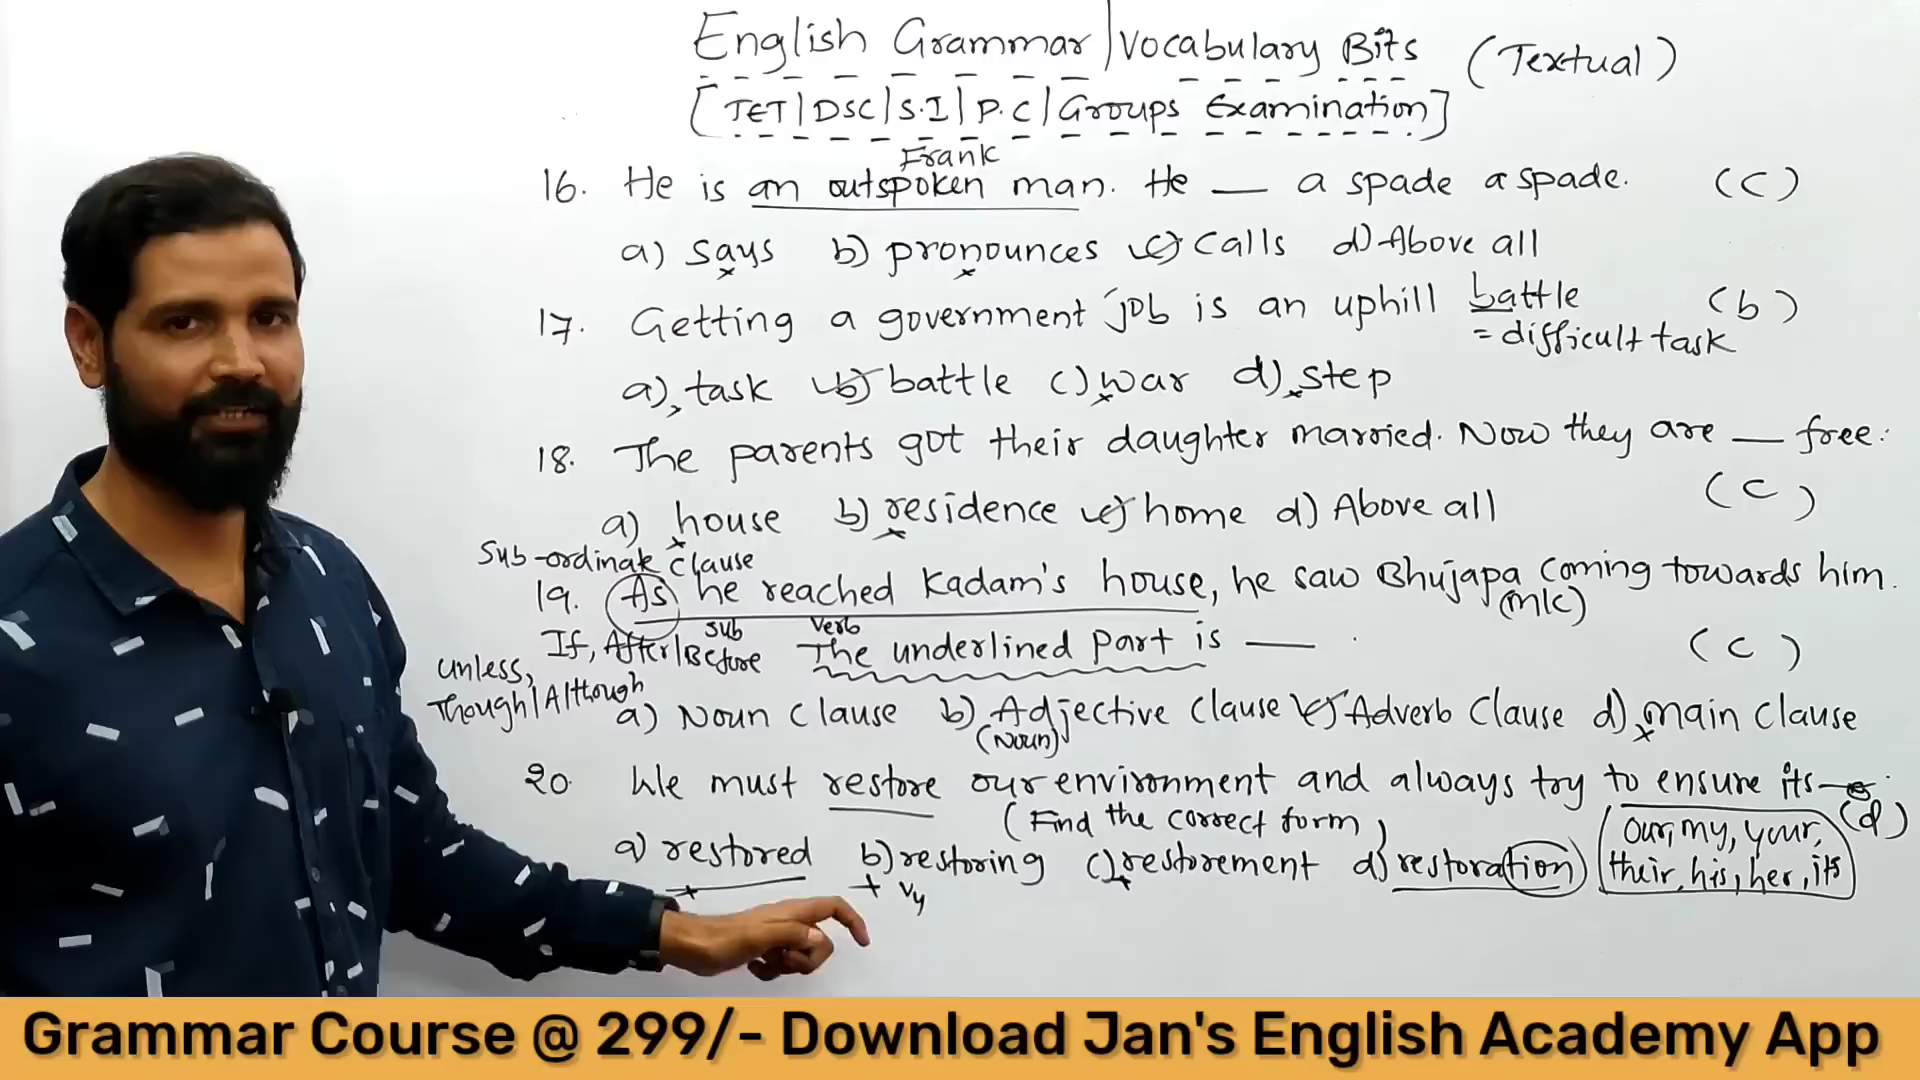 English Grammar | Vocabulary Bits (Textual)
[TET | DSC | S.I | P.C | Groups Examination]
Frank
16. He is an outspoken man. He — a spade a spade. (c)
a) says b) pronounces c) calls d) Above all
17. Getting a government job is an uphill battle (b)
= difficult task
a) task b) battle c) war d) step
18. The parents got their daughter married. Now they are — free.
(c)
a) house b) residence c) home d) Above all
Sub-ordinate clause
19. As he reached Kadam's house, he saw Bhujapa coming towards him.
(M/C)
sub verb
If, After/Before The underlined part is — (c)
unless,
Though/Although
a) Noun Clause b) Adjective Clause c) Adverb Clause d) main clause
(Noun)
20. We must restore our environment and always try to ensure its —.
(Find the correct form) (d)
our, my, your,
a) restored b) restoring c) restorement d) restoration their, his, her, its
Grammar Course @ 299/- Download Jan's English Academy App